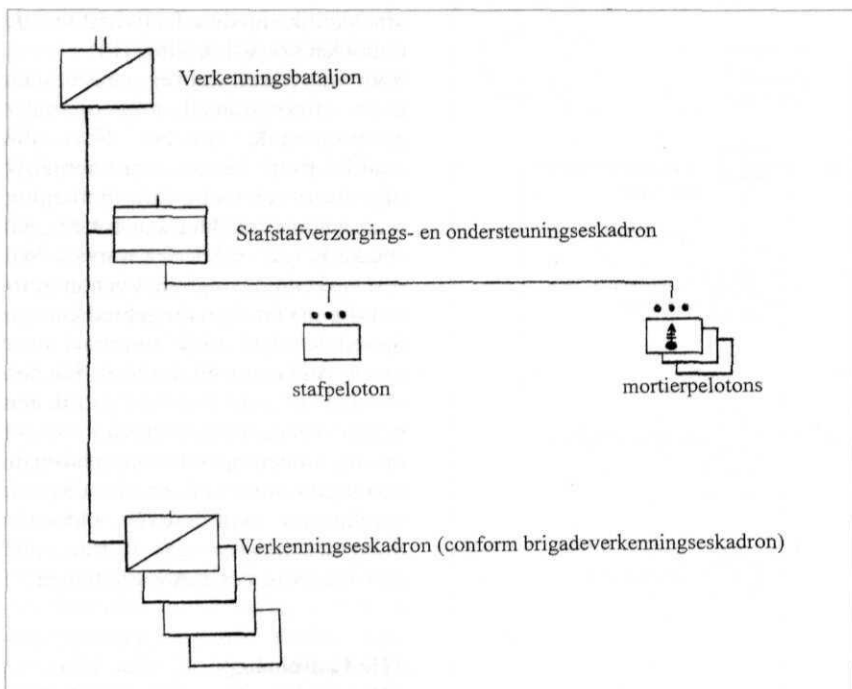 Verkenningsbataljon
Stafstafverzorgings- en ondersteuningseskadron
stafpeloton
mortierpelotons
Verkenningseskadron (conform brigadeverkenningseskadron)